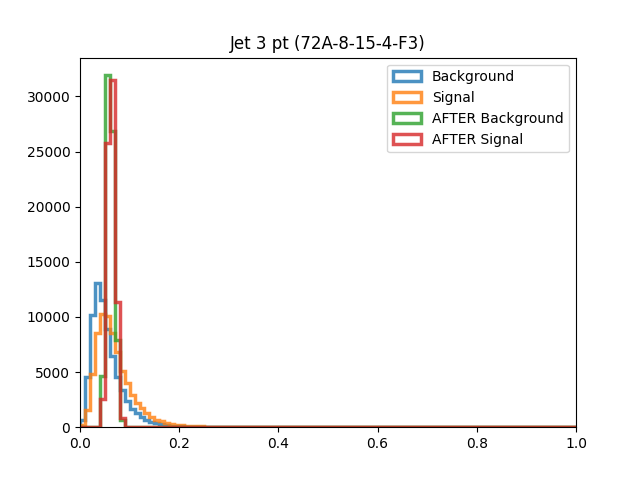 Jet 3 pt (72A-8-15-4-F3)
Background
Signal
AFTER Background
AFTER Signal
30000
25000
20000
15000
10000
5000
0
0.0 0.2 0.4 0.6 0.8 1.0